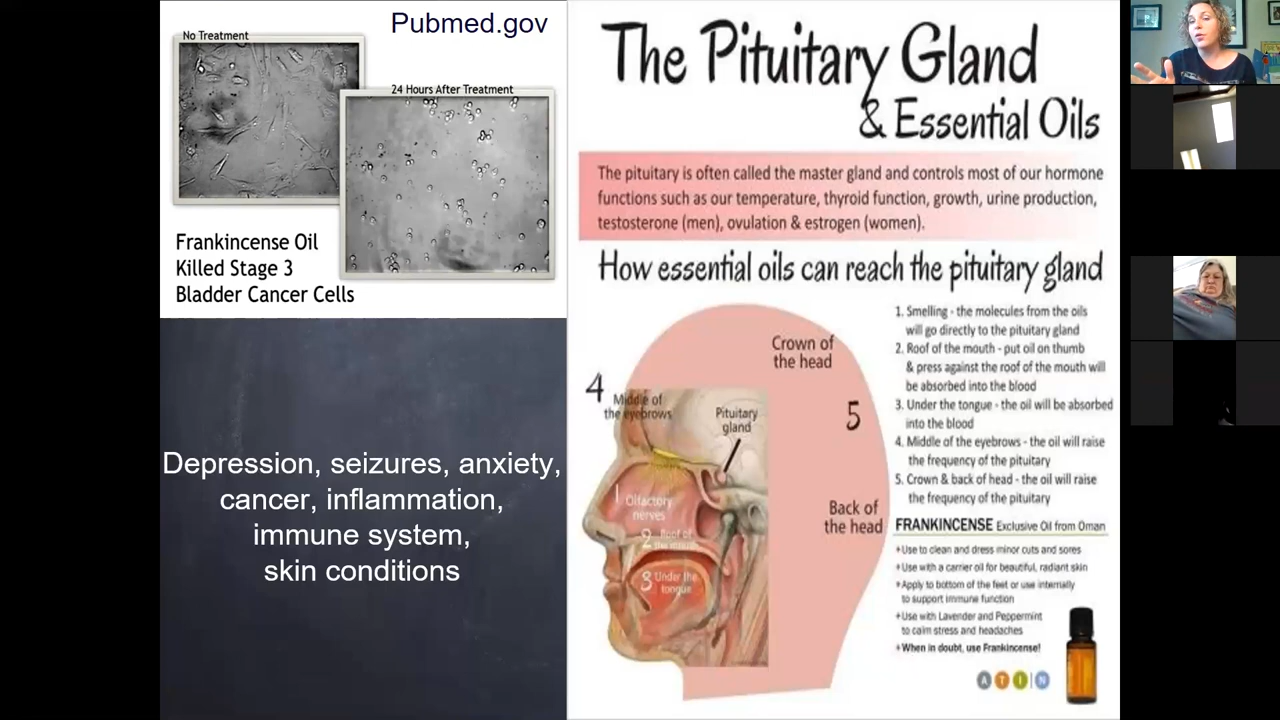 Pubmed.gov
No Treatment
24 Hours After Treatment
Frankincense Oil
Killed Stage 3
Bladder Cancer Cells
Depression, seizures, anxiety,
cancer, inflammation,
immune system,
skin conditions
The Pituitary Gland
& Essential Oils
The pituitary is often called the master gland and controls most of our hormone
functions such as our temperature, thyroid function, growth, urine production,
testosterone (men), ovulation & estrogen (women).
How essential oils can reach the pituitary gland
Crown of
the head
4
Middle of
the eyebrows
Pituitary
gland
5
1
Olfactory
nerves
2 Roof of
the mouth
3 Under the
tongue
Back of
the head
1. Smelling - the molecules from the oils
will go directly to the pituitary gland
2. Roof of the mouth - put oil on thumb
& press against the roof of the mouth will
be absorbed into the blood
3. Under the tongue - the oil will be absorbed
into the blood
4. Middle of the eyebrows - the oil will raise
the frequency of the pituitary
5. Crown & back of head - the oil will raise
the frequency of the pituitary
FRANKINCENSE Exclusive Oil from Oman
+Use to clean and dress minor cuts and sores
+Use with a carrier oil for beautiful, radiant skin
+Apply to bottom of the feet or use internally
to support immune function
+Use with Lavender and Peppermint
to calm stress and headaches
+When in doubt, use Frankincense!
A T I N